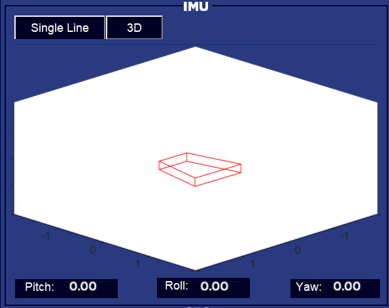 IMU
Single Line 3D
-1 0 1 1 0 -1
Pitch: 0.00 Roll: 0.00 Yaw: 0.00